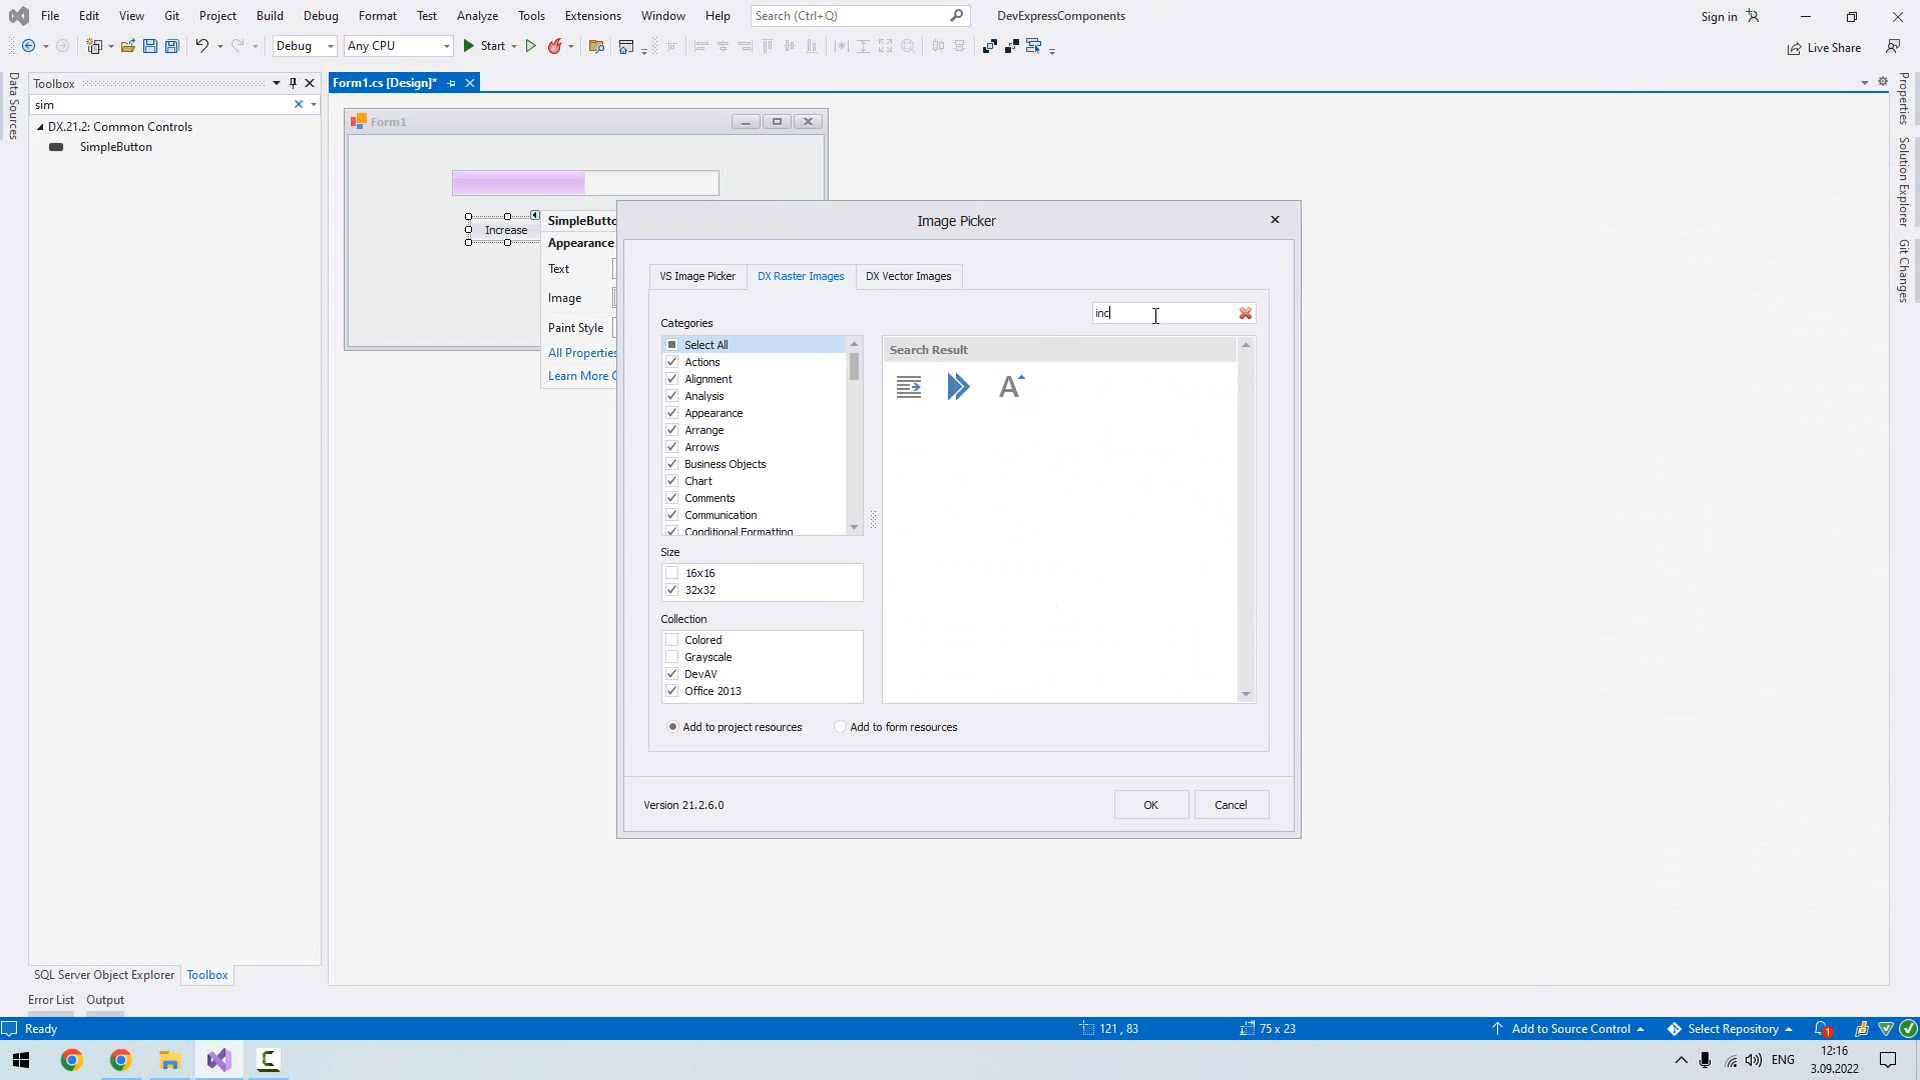 File Edit View Git Project Build Debug Format Test Analyze Tools Extensions Window Help Search (Ctrl+Q) DevExpressComponents Sign in
Debug Any CPU Start Live Share
Data Sources
Toolbox
sim
DX.21.2: Common Controls
SimpleButton
Form1.cs [Design]*
Form1
Increase
SimpleButto
Appearance
Text
Image
Paint Style
All Properties
Learn More
Image Picker
VS Image Picker DX Raster Images DX Vector Images
inc
Categories
Select All
Actions
Alignment
Analysis
Appearance
Arrange
Arrows
Business Objects
Chart
Comments
Communication
Conditional Formatting
Search Result
A
Size
16x16
32x32
Collection
Colored
Grayscale
DevAV
Office 2013
Add to project resources Add to form resources
Version 21.2.6.0 OK Cancel
Properties
Solution Explorer
Git Changes
SQL Server Object Explorer Toolbox
Error List Output
Ready 121 , 83 75 x 23 Add to Source Control Select Repository 1
ENG 12:16
3.09.2022